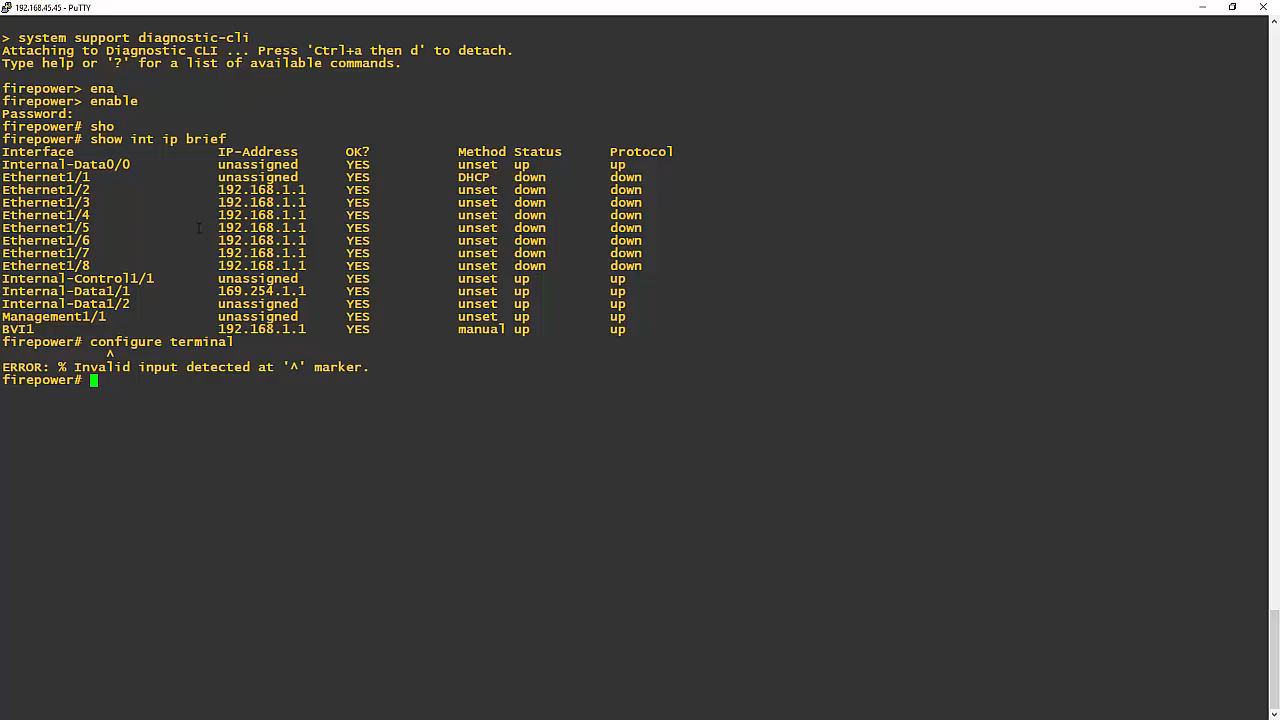 192.168.45.45 - PuTTY
> system support diagnostic-cli
Attaching to Diagnostic CLI ... Press 'Ctrl+a then d' to detach.
Type help or '?' for a list of available commands.
firepower> ena
firepower> enable
Password:
firepower# sho
firepower# show int ip brief
Interface IP-Address OK? Method Status Protocol
Internal-Data0/0 unassigned YES unset up up
Ethernet1/1 unassigned YES DHCP down down
Ethernet1/2 192.168.1.1 YES unset down down
Ethernet1/3 192.168.1.1 YES unset down down
Ethernet1/4 192.168.1.1 YES unset down down
Ethernet1/5 192.168.1.1 YES unset down down
Ethernet1/6 192.168.1.1 YES unset down down
Ethernet1/7 192.168.1.1 YES unset down down
Ethernet1/8 192.168.1.1 YES unset down down
Internal-Control1/1 unassigned YES unset up up
Internal-Data1/1 169.254.1.1 YES unset up up
Internal-Data1/2 unassigned YES unset up up
Management1/1 unassigned YES unset up up
BVI1 192.168.1.1 YES manual up up
firepower# configure terminal
^
ERROR: % Invalid input detected at '^' marker.
firepower#